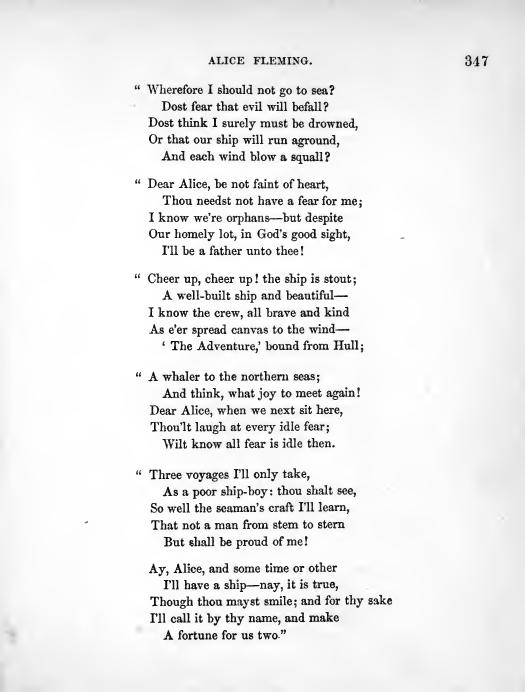 ALICE FLEMING. 347
“ Wherefore I should not go to sea?
Dost fear that evil will befall?
Dost think I surely must be drowned,
Or that our ship will run aground,
And each wind blow a squall?
“ Dear Alice, be not faint of heart,
Thou needst not have a fear for me;
I know we're orphans—but despite
Our homely lot, in God's good sight,
I'll be a father unto thee!
“ Cheer up, cheer up! the ship is stout;
A well-built ship and beautiful—
I know the crew, all brave and kind
As e'er spread canvas to the wind—
‘ The Adventure,’ bound from Hull;
“ A whaler to the northern seas;
And think, what joy to meet again!
Dear Alice, when we next sit here,
Thou'lt laugh at every idle fear;
Wilt know all fear is idle then.
“ Three voyages I'll only take,
As a poor ship-boy: thou shalt see,
So well the seaman's craft I'll learn,
That not a man from stem to stern
But shall be proud of me!
Ay, Alice, and some time or other
I'll have a ship—nay, it is true,
Though thou mayst smile; and for thy sake
I'll call it by thy name, and make
A fortune for us two.”